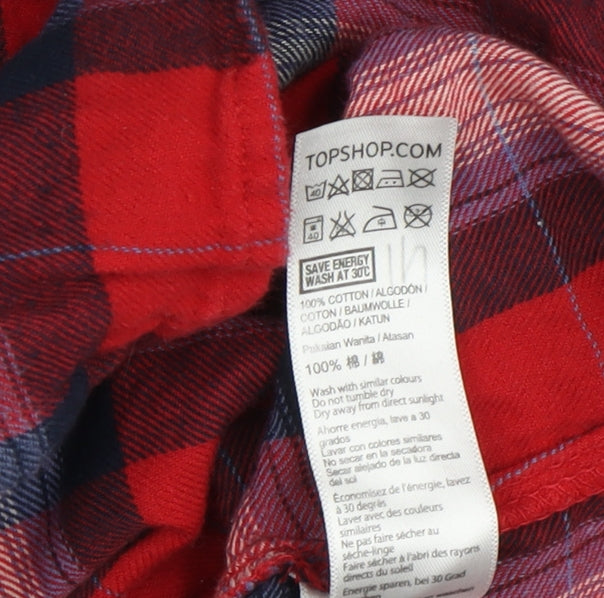 TOPSHOP.COM
40
40
SAVE ENERGY
WASH AT 30°C
100% COTTON / ALGODÓN /
COTON / BAUMWOLLE /
ALGODÃO / KATUN
Pakaian Wanita / Atasan
100% 棉 / 綿
Wash with similar colours
Do not tumble dry
Dry away from direct sunlight
Ahorre energia, lave a 30
grados
Lavar con colores similares
No secar en la secadora
Secar alejado de la luz directa
del sol
Économisez de l'énergie, lavez
à 30 degrés
Laver avec des couleurs
similaires
Ne pas faire sécher au
sèche-linge
Faire sécher à l'abri des rayons
directs du soleil
Energie sparen, bei 30 Grad